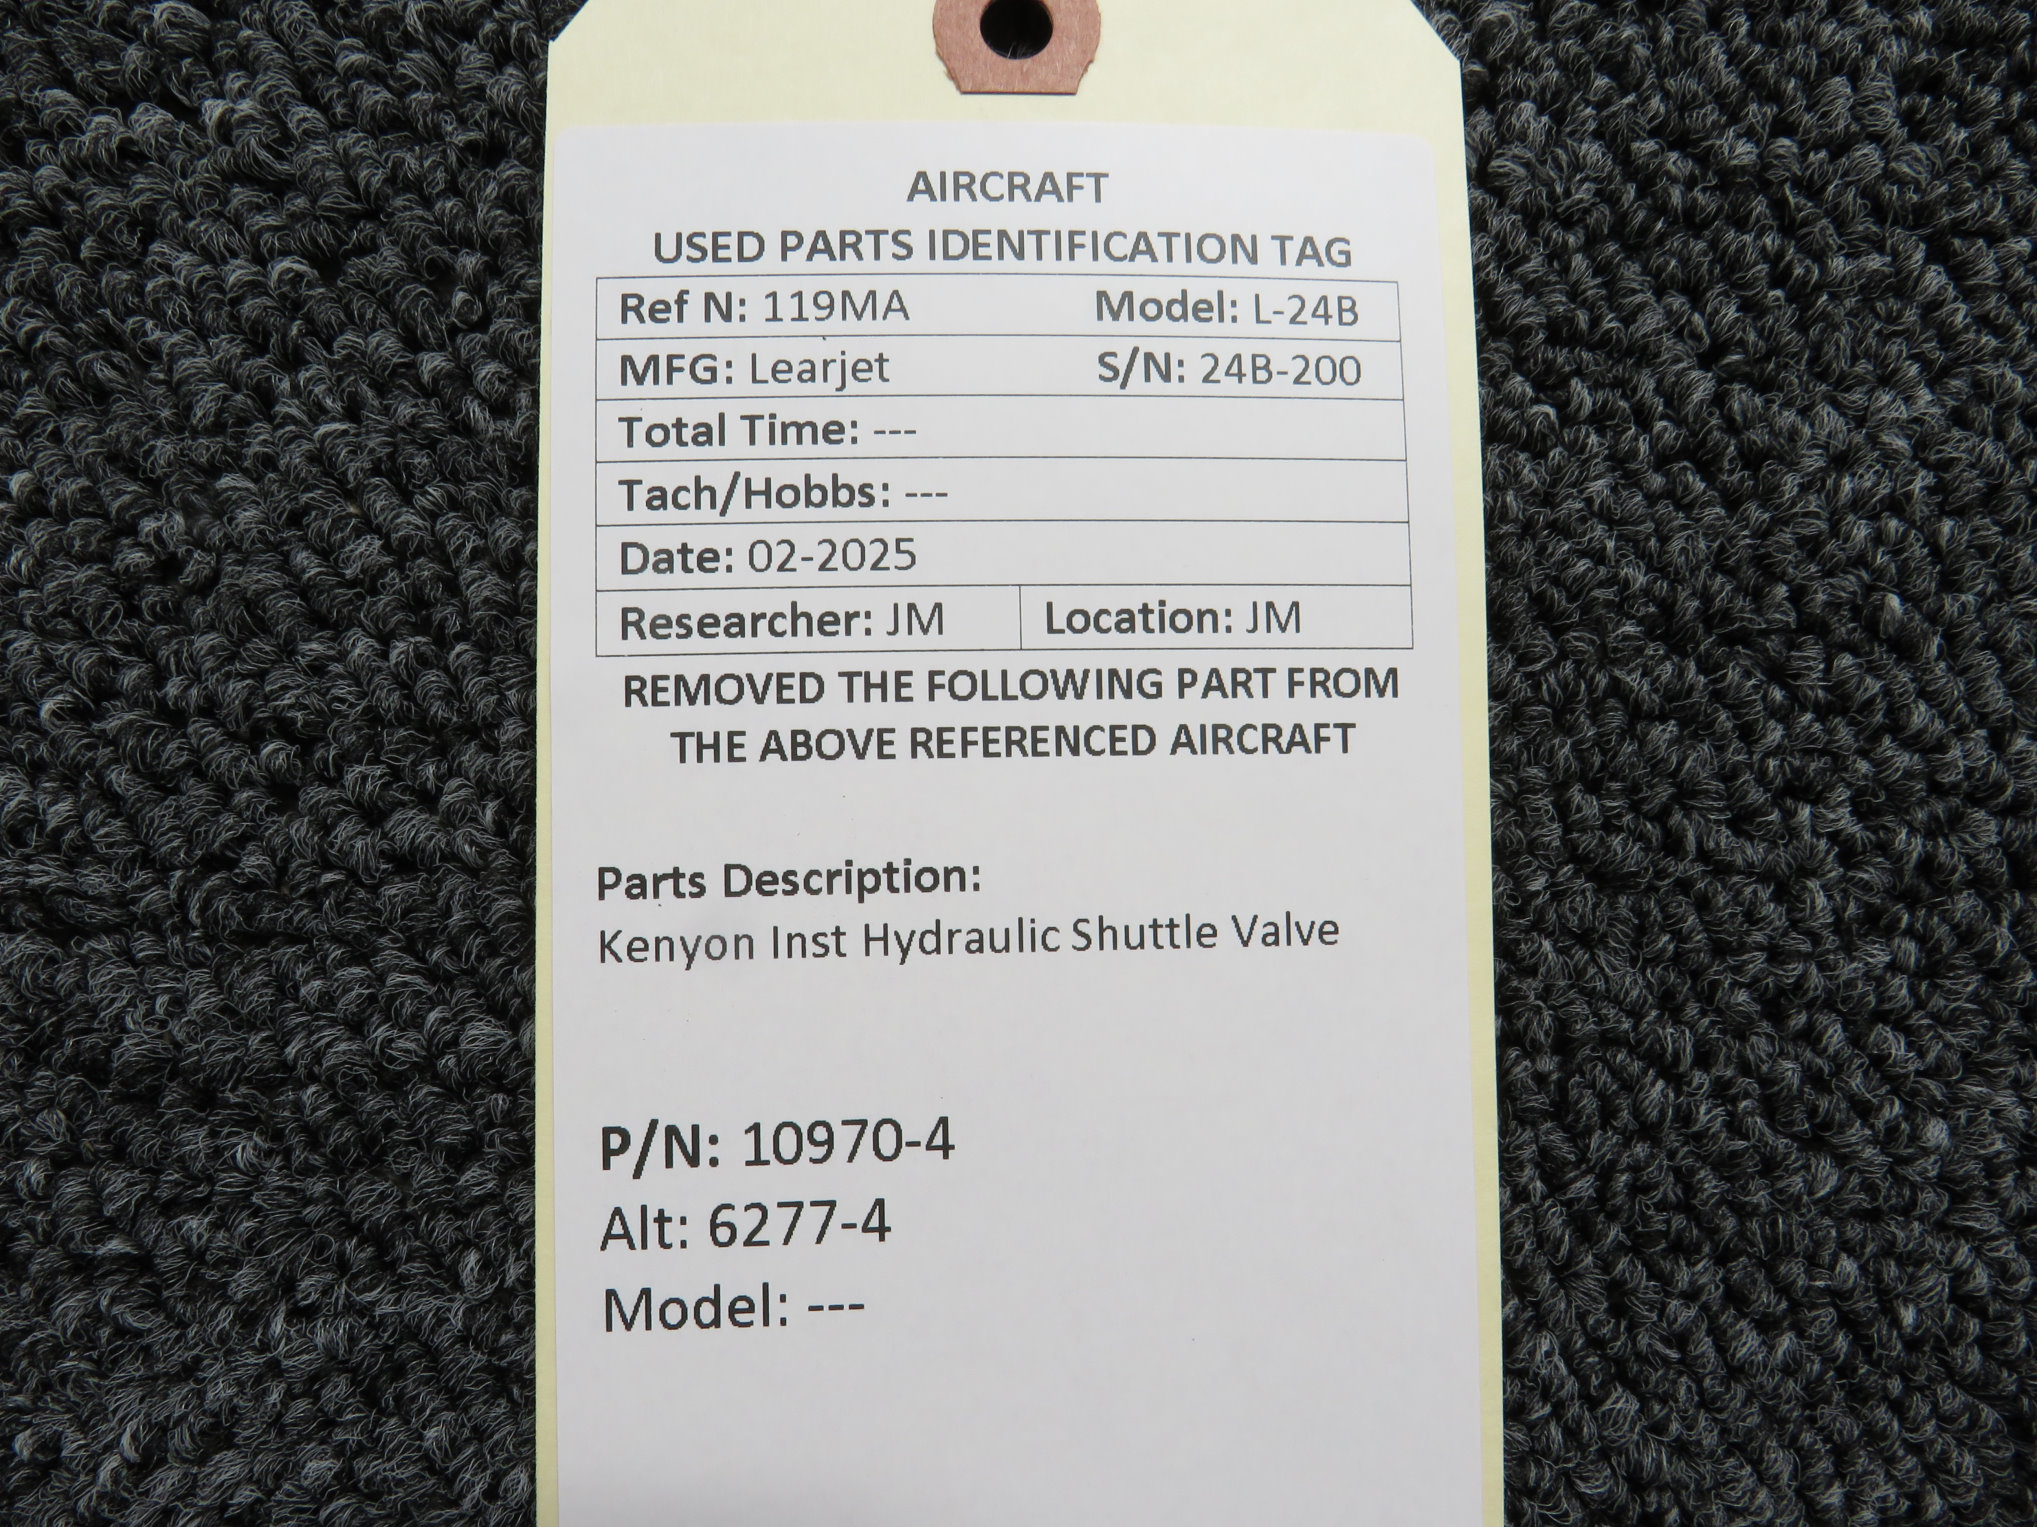 AIRCRAFT
USED PARTS IDENTIFICATION TAG
Ref N: 119MA Model: L-24B
MFG: Learjet S/N: 24B-200
Total Time: ---
Tach/Hobbs: ---
Date: 02-2025
Researcher: JM Location: JM
REMOVED THE FOLLOWING PART FROM
THE ABOVE REFERENCED AIRCRAFT
Parts Description:
Kenyon Inst Hydraulic Shuttle Valve
P/N: 10970-4
Alt: 6277-4
Model: ---